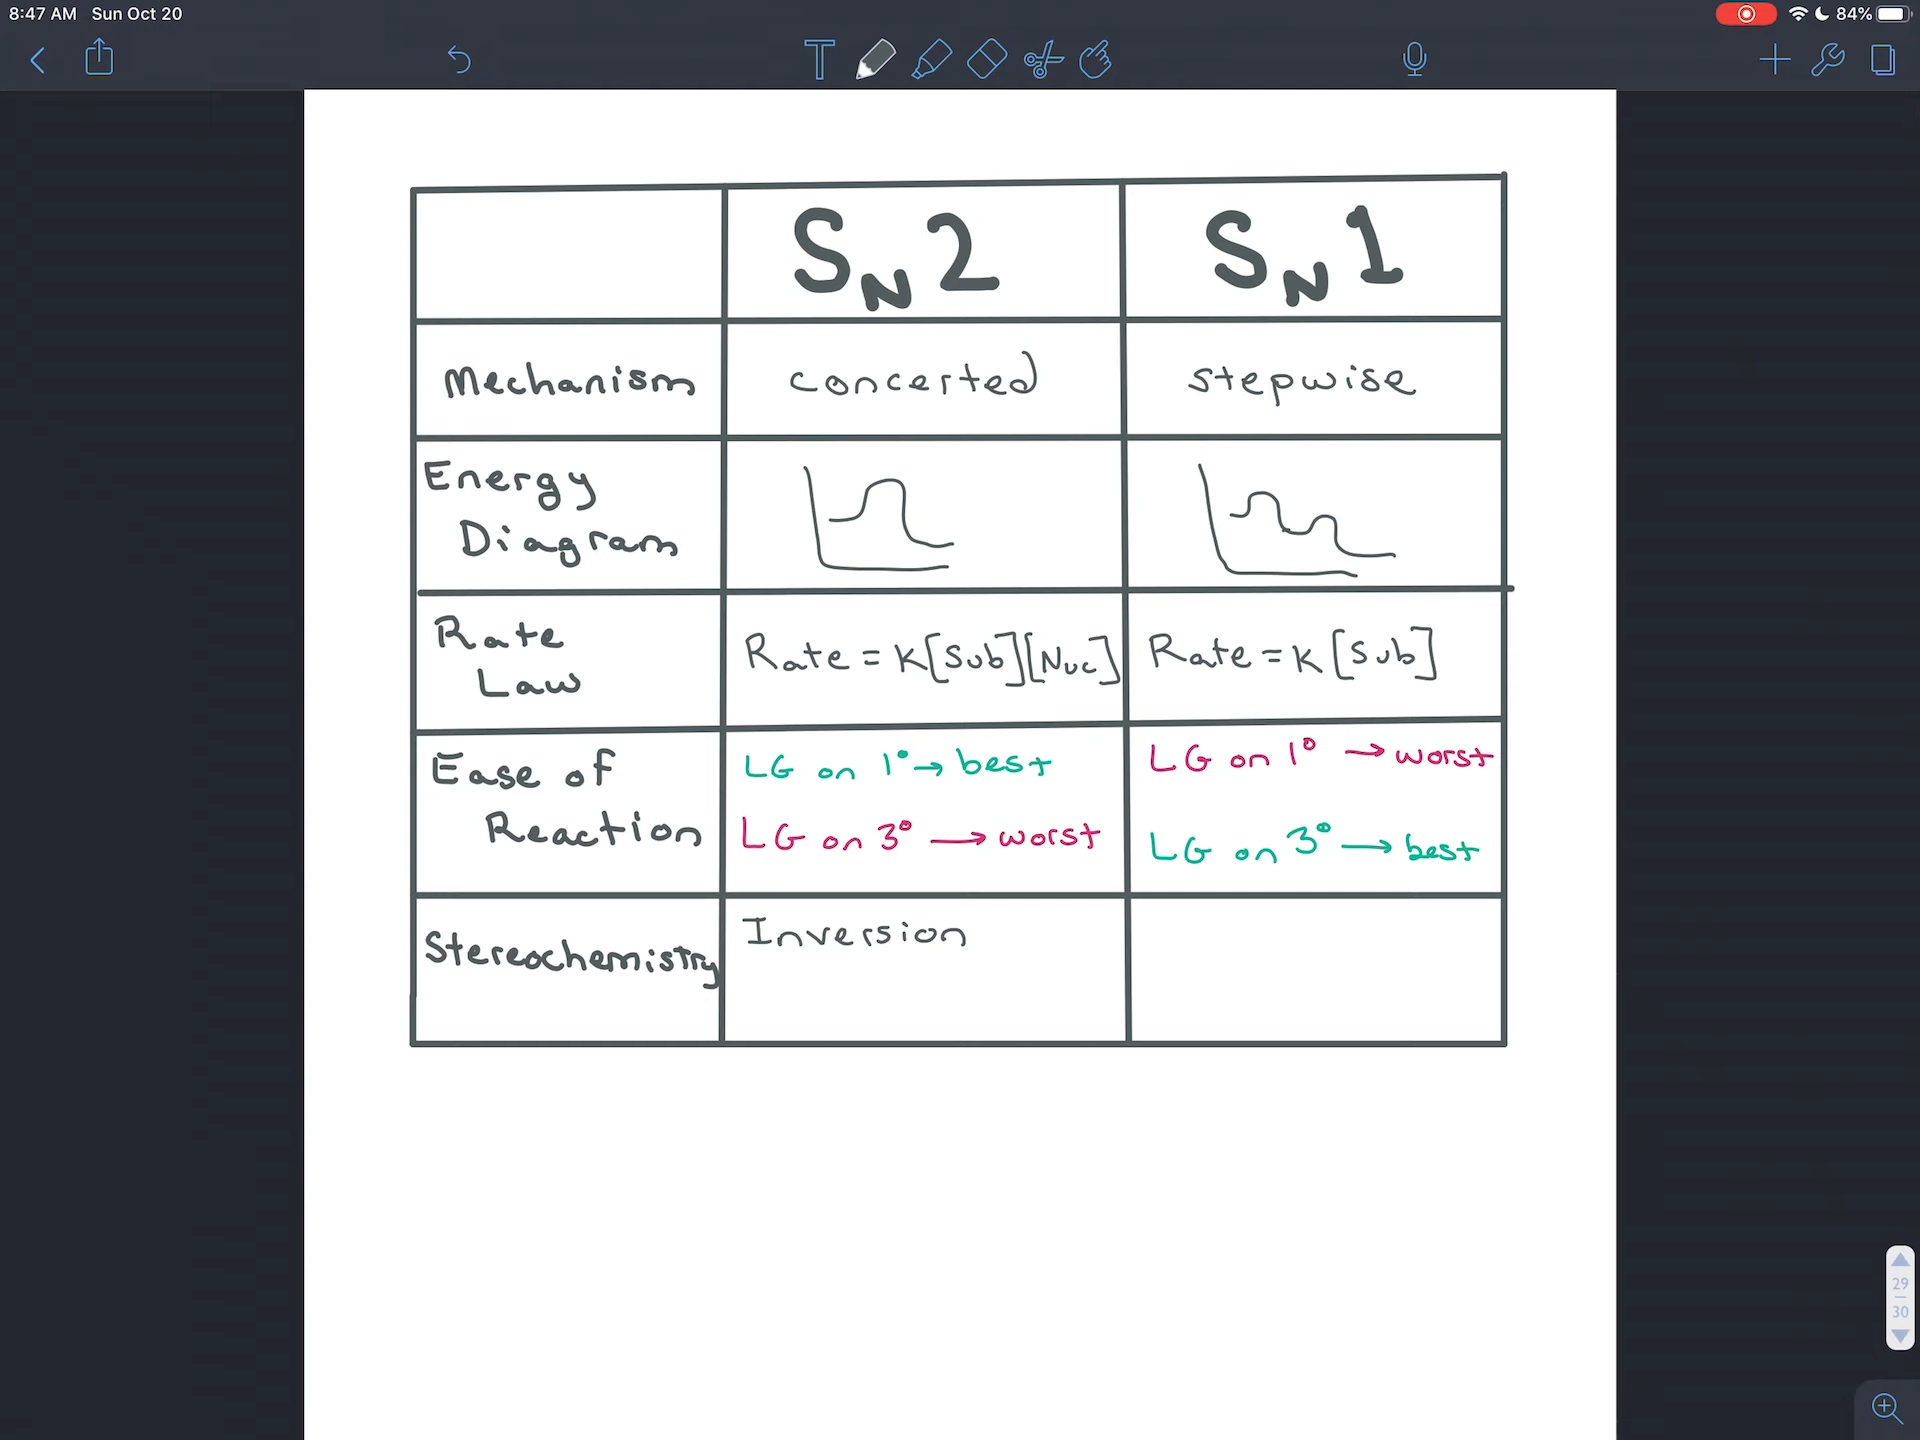 8:47 AM Sun Oct 20
84%
T
SN2
SN1
Mechanism
concerted
stepwise
Energy
Diagram
Rate
Law
Rate = K[Sub][Nuc]
Rate = K[Sub]
Ease of
Reaction
LG on 1° → best
LG on 3° → worst
LG on 1° → worst
LG on 3° → best
Stereochemistry
Inversion
29
30